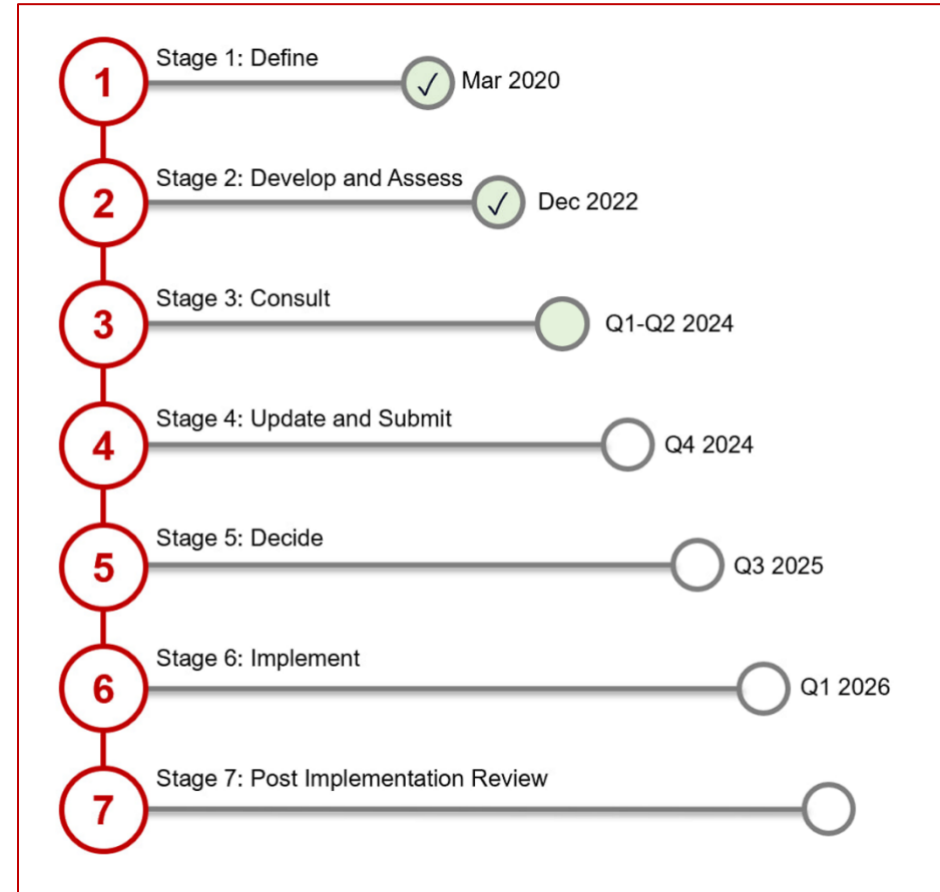 1
Stage 1: Define
✓
Mar 2020
2
Stage 2: Develop and Assess
✓
Dec 2022
3
Stage 3: Consult
Q1-Q2 2024
4
Stage 4: Update and Submit
Q4 2024
5
Stage 5: Decide
Q3 2025
6
Stage 6: Implement
Q1 2026
7
Stage 7: Post Implementation Review